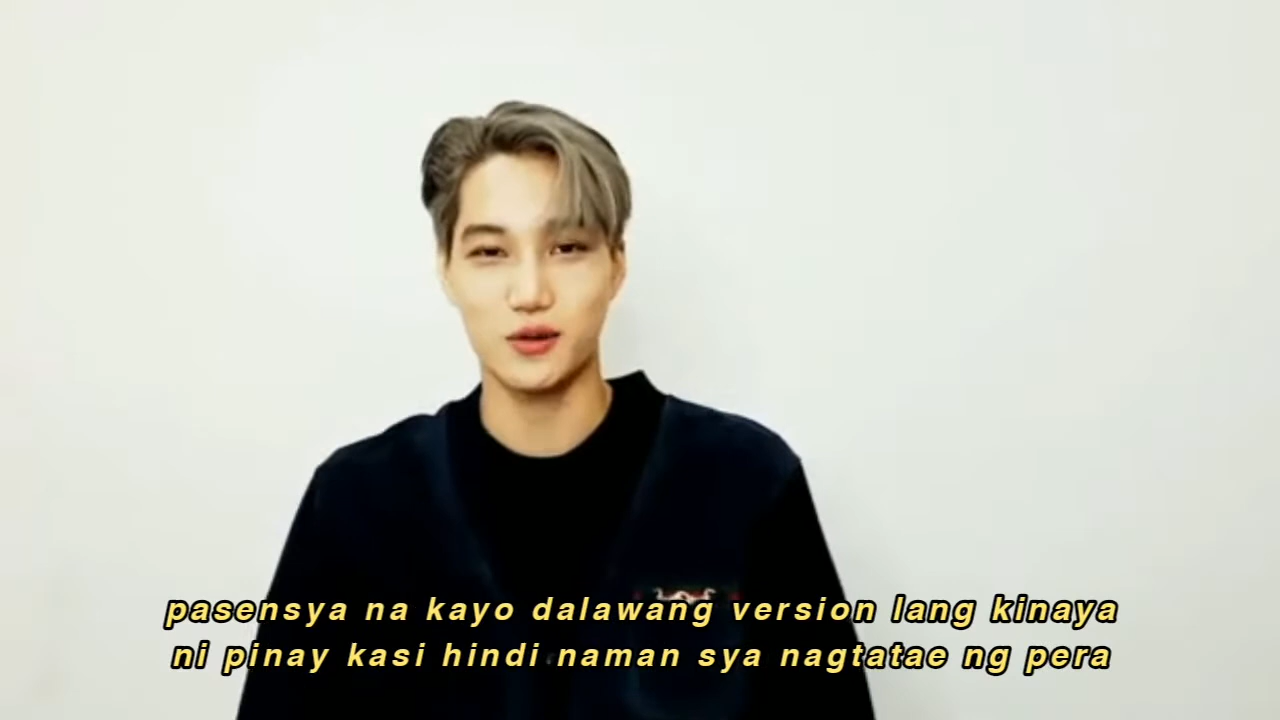 pasensya na kayo dalawang version lang kinaya
ni pinay kasi hindi naman sya nagtatae ng pera